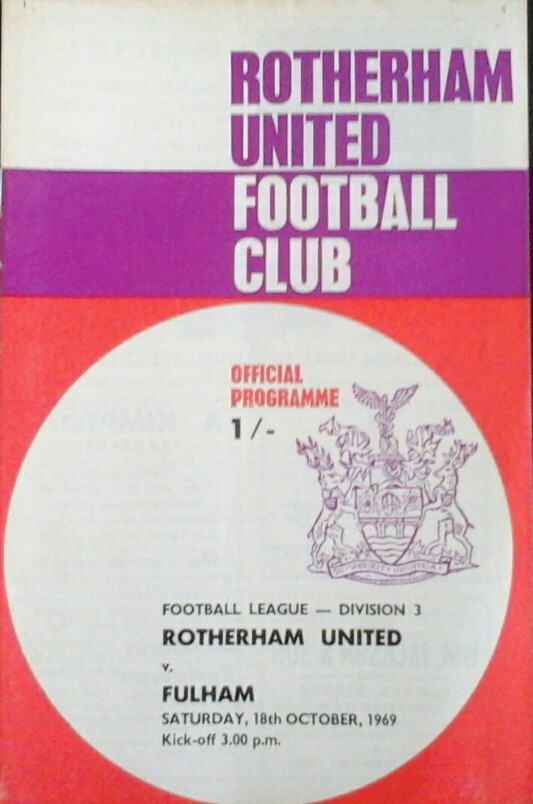 ROTHERHAM
UNITED
FOOTBALL
CLUB
OFFICIAL
PROGRAMME
1/-
FOOTBALL LEAGUE — DIVISION 3
ROTHERHAM UNITED
v.
FULHAM
SATURDAY, 18th OCTOBER, 1969
Kick-off 3.00 p.m.